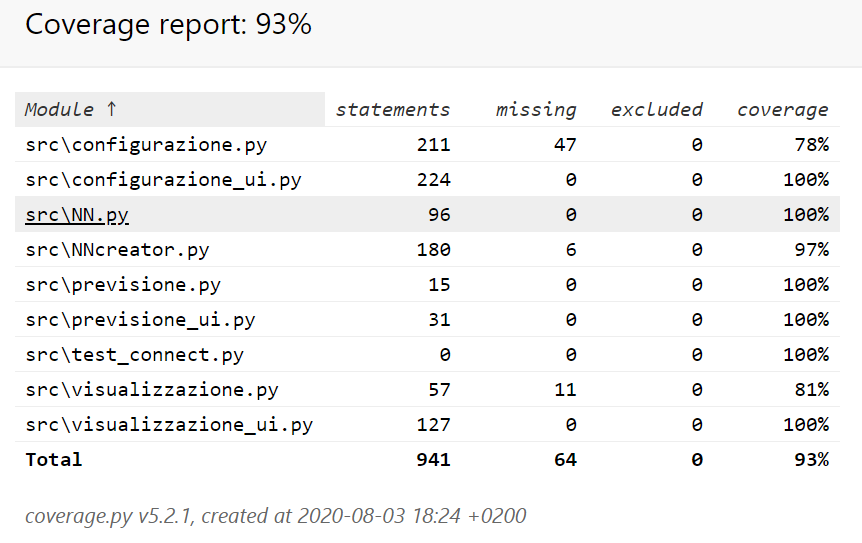 Coverage report: 93%
Module ↑ statements missing excluded coverage
src\configurazione.py 211 47 0 78%
src\configurazione_ui.py 224 0 0 100%
src\NN.py 96 0 0 100%
src\NNcreator.py 180 6 0 97%
src\previsione.py 15 0 0 100%
src\previsione_ui.py 31 0 0 100%
src\test_connect.py 0 0 0 100%
src\visualizzazione.py 57 11 0 81%
src\visualizzazione_ui.py 127 0 0 100%
Total 941 64 0 93%
coverage.py v5.2.1, created at 2020-08-03 18:24 +0200